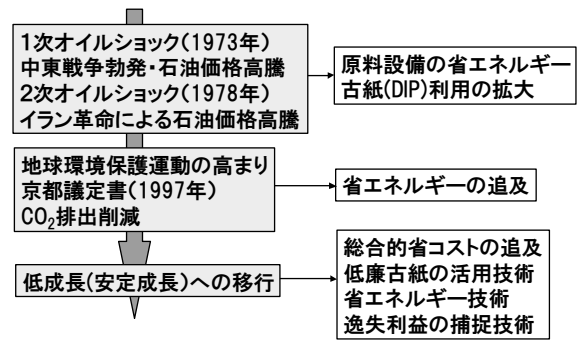 1次オイルショック(1973年)
中東戦争勃発・石油価格高騰
2次オイルショック(1978年)
イラン革命による石油価格高騰
原料設備の省エネルギー
古紙(DIP)利用の拡大
地球環境保護運動の高まり
京都議定書(1997年)
CO₂排出削減
省エネルギーの追及
低成長(安定成長)への移行
総合的省コストの追及
低廉古紙の活用技術
省エネルギー技術
逸失利益の捕捉技術